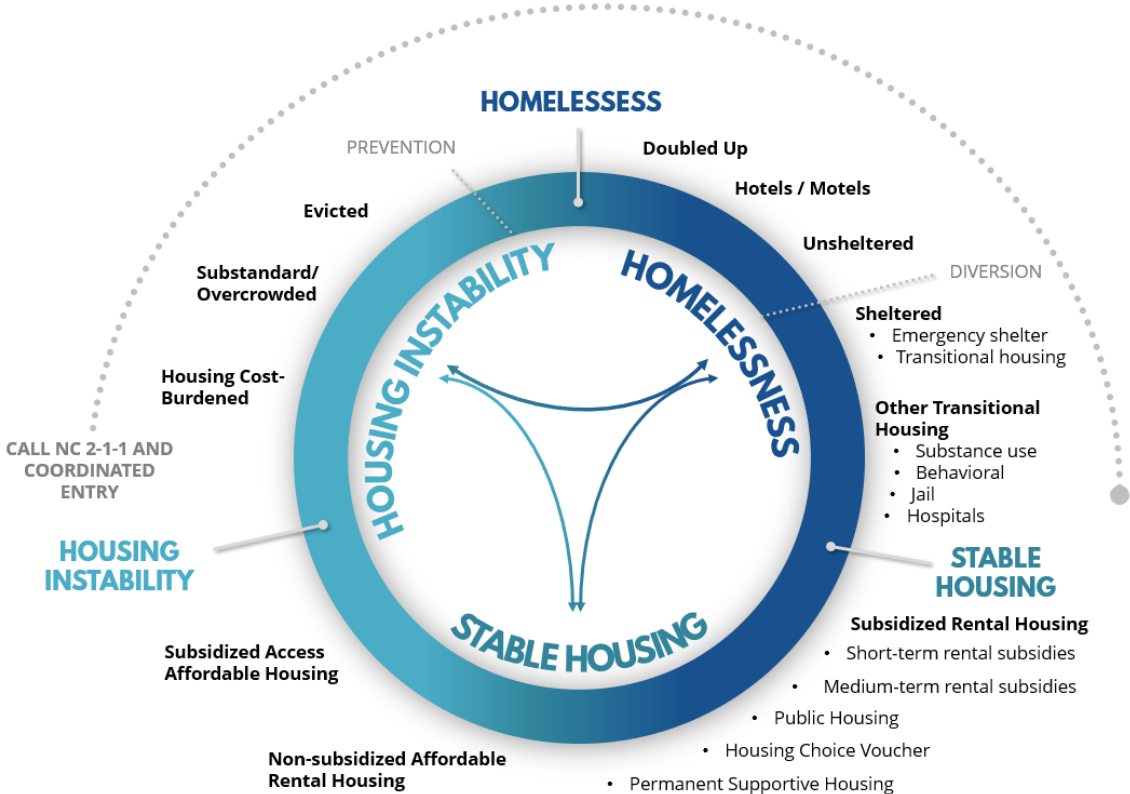 HOMELESSESS
PREVENTION
Doubled Up
Hotels / Motels
Evicted
Unsheltered
Substandard/
Overcrowded
DIVERSION
Sheltered
• Emergency shelter
• Transitional housing
Housing Cost-
Burdened
Other Transitional
Housing
• Substance use
• Behavioral
• Jail
• Hospitals
CALL NC 2-1-1 AND
COORDINATED
ENTRY
HOUSING INSTABILITY
HOMELESSNESS
STABLE HOUSING
HOUSING
INSTABILITY
STABLE
HOUSING
Subsidized Rental Housing
• Short-term rental subsidies
• Medium-term rental subsidies
• Public Housing
• Housing Choice Voucher
• Permanent Supportive Housing
Subsidized Access
Affordable Housing
Non-subsidized Affordable
Rental Housing